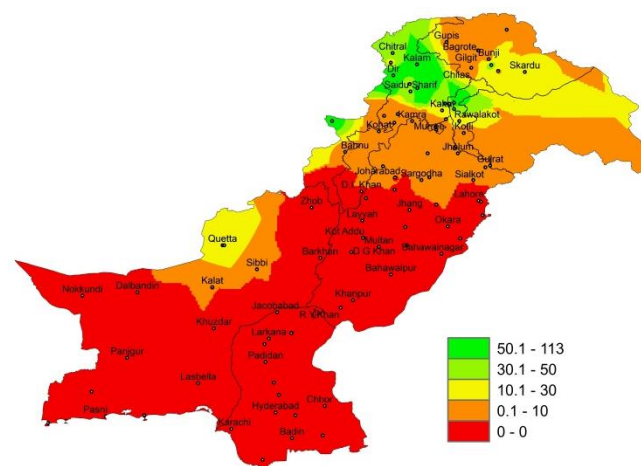 Gupis
Chitral
Bagrote
Kalam
Bunji
Gilgit
Dir
Skardu
Chilas
Saidu Sharif
Kakul
Rawalakot
Kamra
Kohat
Kotli
Bannu
Jhalum
Gujrat
Joharabad
Sargodha
Sialkot
D.I. Khan
Zhob
Lahore
Jhang
Layyah
Okara
Kot Addu
Quetta
Multan
Barkhan
D G Khan
Bahawalnagar
Sibbi
Bahawalpur
Kalat
Dalbandin
Nokkundi
Khanpur
Jacobabad
Khuzdar
Larkana
Padidan
Panjgur
Lasbella
Pasni
Hyderabad
Chhor
Karachi
Badin
50.1 - 113
30.1 - 50
10.1 - 30
0.1 - 10
0 - 0